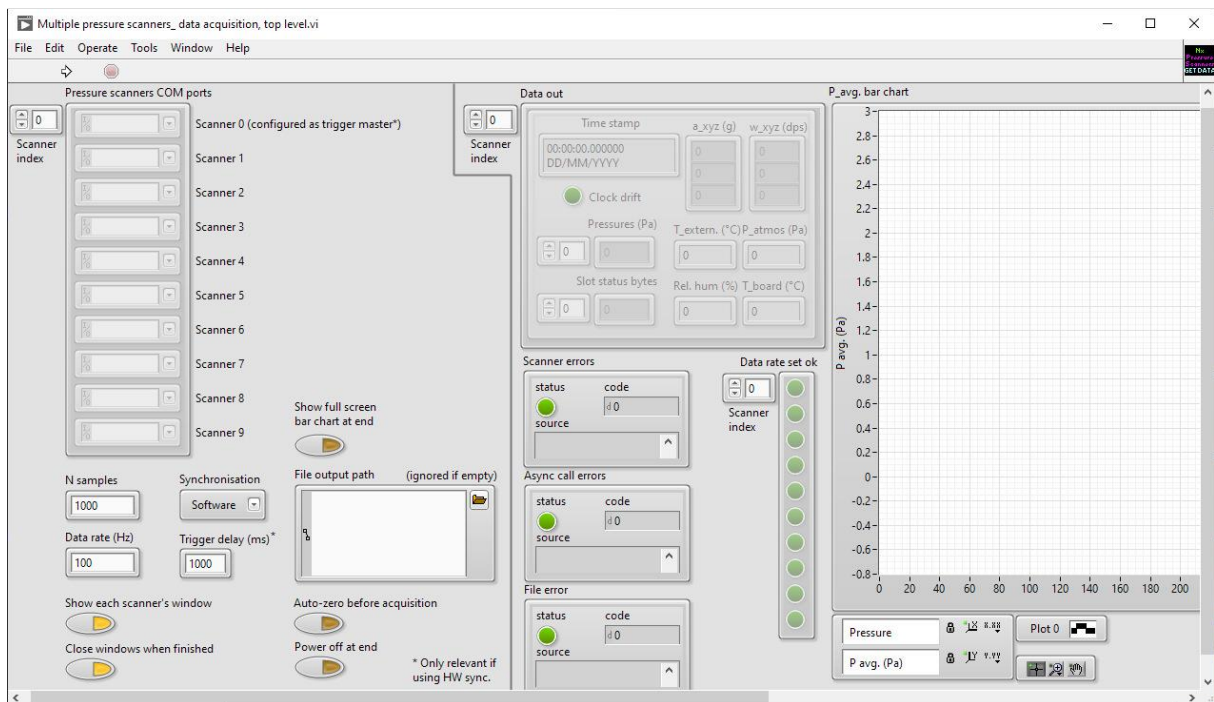 Multiple pressure scanners_ data acquisition, top level.vi
File Edit Operate Tools Window Help
Nx
Pressure
Scanners
GET DATA
Pressure scanners COM ports
0
Scanner
index
Scanner 0 (configured as trigger master*)
Scanner 1
Scanner 2
Scanner 3
Scanner 4
Scanner 5
Scanner 6
Scanner 7
Scanner 8
Scanner 9
N samples
1000
Synchronisation
Software
Data rate (Hz)
100
Trigger delay (ms)*
1000
Show each scanner's window
Close windows when finished
Show full screen
bar chart at end
File output path (ignored if empty)
Auto-zero before acquisition
Power off at end
* Only relevant if
using HW sync.
0
Scanner
index
Data out
Time stamp
00:00:00.000000
DD/MM/YYYY
Clock drift
a_xyz (g)
0
0
0
w_xyz (dps)
0
0
0
Pressures (Pa)
0 0
T_extern. (°C) P_atmos (Pa)
0 0
Slot status bytes
0 0
Rel. hum (%) T_board (°C)
0 0
Scanner errors
status code
d 0
source
Async call errors
status code
d 0
source
File error
status code
d 0
source
Data rate set ok
0
Scanner
index
P_avg. bar chart
P avg. (Pa)
3
2.8
2.6
2.4
2.2
2
1.8
1.6
1.4
1.2
1
0.8
0.6
0.4
0.2
0
-0.2
-0.4
-0.6
-0.8
0 20 40 60 80 100 120 140 160 180 200
Pressure
Plot 0
P avg. (Pa)